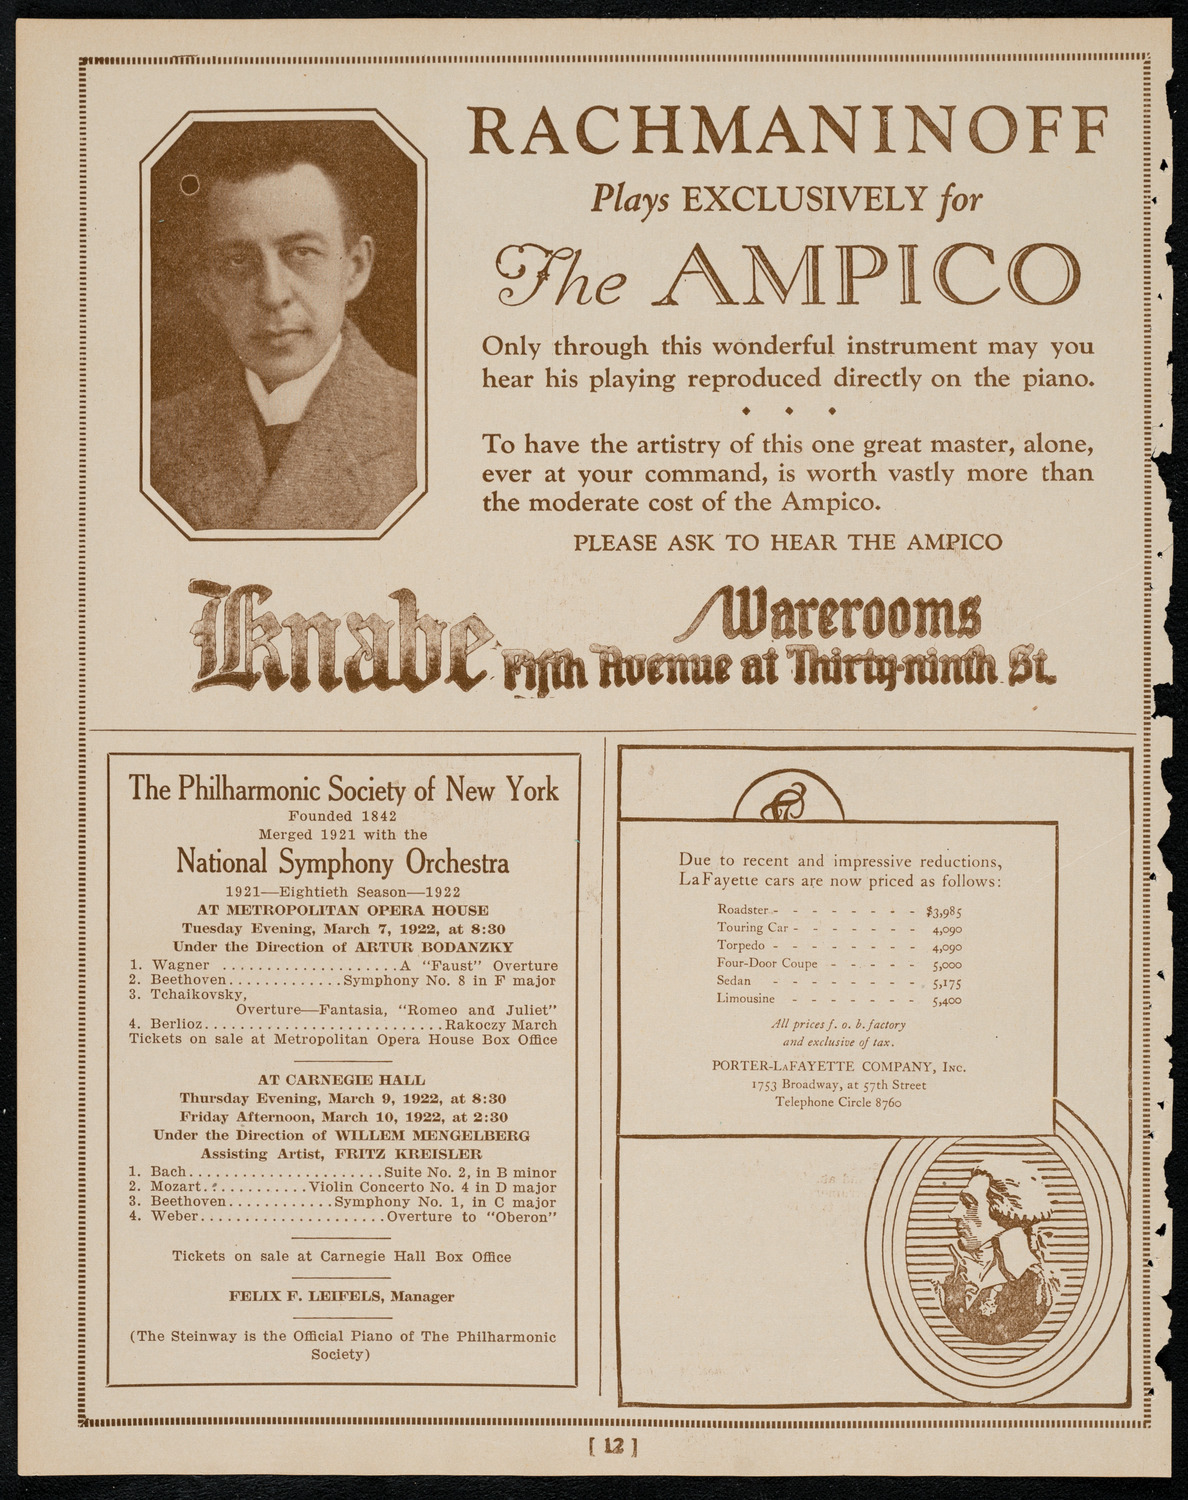 RACHMANINOFF
Plays EXCLUSIVELY for
The AMPICO
Only through this wonderful instrument may you
hear his playing reproduced directly on the piano.
To have the artistry of this one great master, alone,
ever at your command, is worth vastly more than
the moderate cost of the Ampico.
PLEASE ASK TO HEAR THE AMPICO
Knabe Warerooms
Fifth Avenue at Thirty-ninth St.
The Philharmonic Society of New York
Founded 1842
Merged 1921 with the
National Symphony Orchestra
1921—Eightieth Season—1922
AT METROPOLITAN OPERA HOUSE
Tuesday Evening, March 7, 1922, at 8:30
Under the Direction of ARTUR BODANZKY
1. Wagner ....................A "Faust" Overture
2. Beethoven.............Symphony No. 8 in F major
3. Tchaikovsky,
Overture—Fantasia, "Romeo and Juliet"
4. Berlioz...........................Rakoczy March
Tickets on sale at Metropolitan Opera House Box Office
AT CARNEGIE HALL
Thursday Evening, March 9, 1922, at 8:30
Friday Afternoon, March 10, 1922, at 2:30
Under the Direction of WILLEM MENGELBERG
Assisting Artist, FRITZ KREISLER
1. Bach......................Suite No. 2, in B minor
2. Mozart............Violin Concerto No. 4 in D major
3. Beethoven............Symphony No. 1, in C major
4. Weber.....................Overture to "Oberon"
Tickets on sale at Carnegie Hall Box Office
FELIX F. LEIFELS, Manager
(The Steinway is the Official Piano of The Philharmonic
Society)
Due to recent and impressive reductions,
LaFayette cars are now priced as follows:
Roadster - - - - - - - - $3,985
Touring Car - - - - - - - 4,090
Torpedo - - - - - - - - 4,090
Four-Door Coupe - - - - - 5,000
Sedan - - - - - - - - 5,175
Limousine - - - - - - - 5,400
All prices f. o. b. factory
and exclusive of tax.
PORTER-LAFAYETTE COMPANY, Inc.
1753 Broadway, at 57th Street
Telephone Circle 8760
[ 12 ]